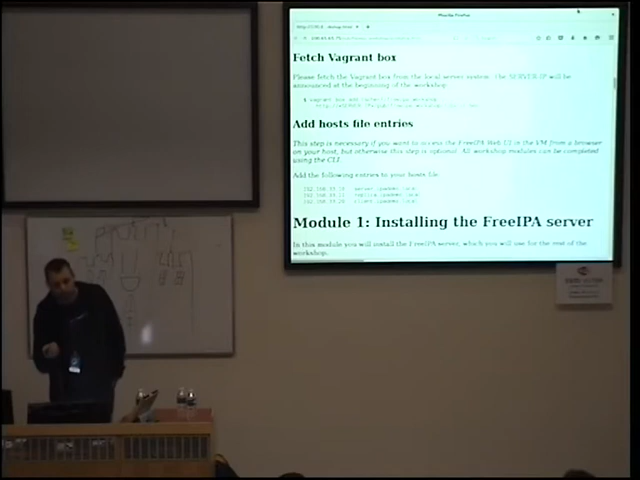 Mozilla Firefox
Fetch Vagrant box
Please fetch the Vagrant box from the local server system. The SERVER-IP will be
announced at the beginning of the workshop.
Add hosts file entries
This step is necessary if you want to access the FreeIPA Web UI in the VM from a browser
on your host, but otherwise this step is optional. All workshop modules can be completed
using the CLI.
Add the following entries to your hosts file
Module 1: Installing the FreeIPA server
In this module you will install the FreeIPA server, which you will use for the rest of the
workshop.